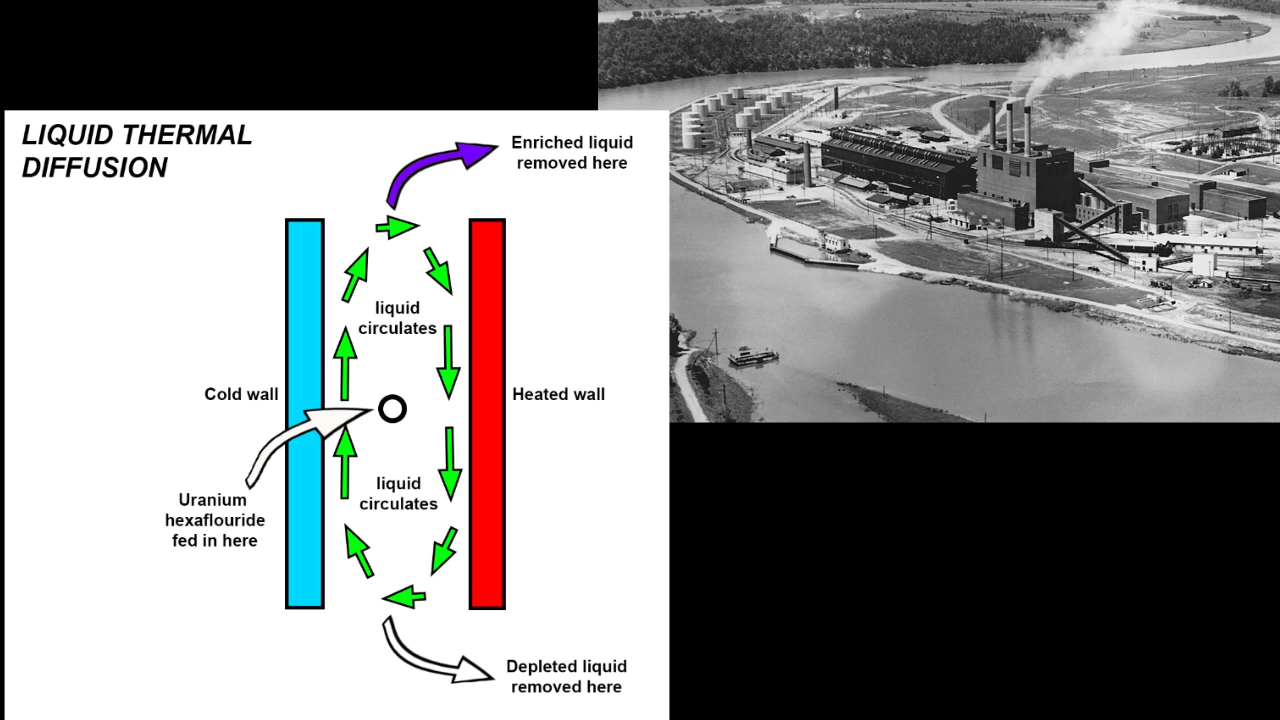 LIQUID THERMAL
DIFFUSION
Enriched liquid
removed here
liquid
circulates
Cold wall
Heated wall
liquid
circulates
Uranium
hexaflouride
fed in here
Depleted liquid
removed here